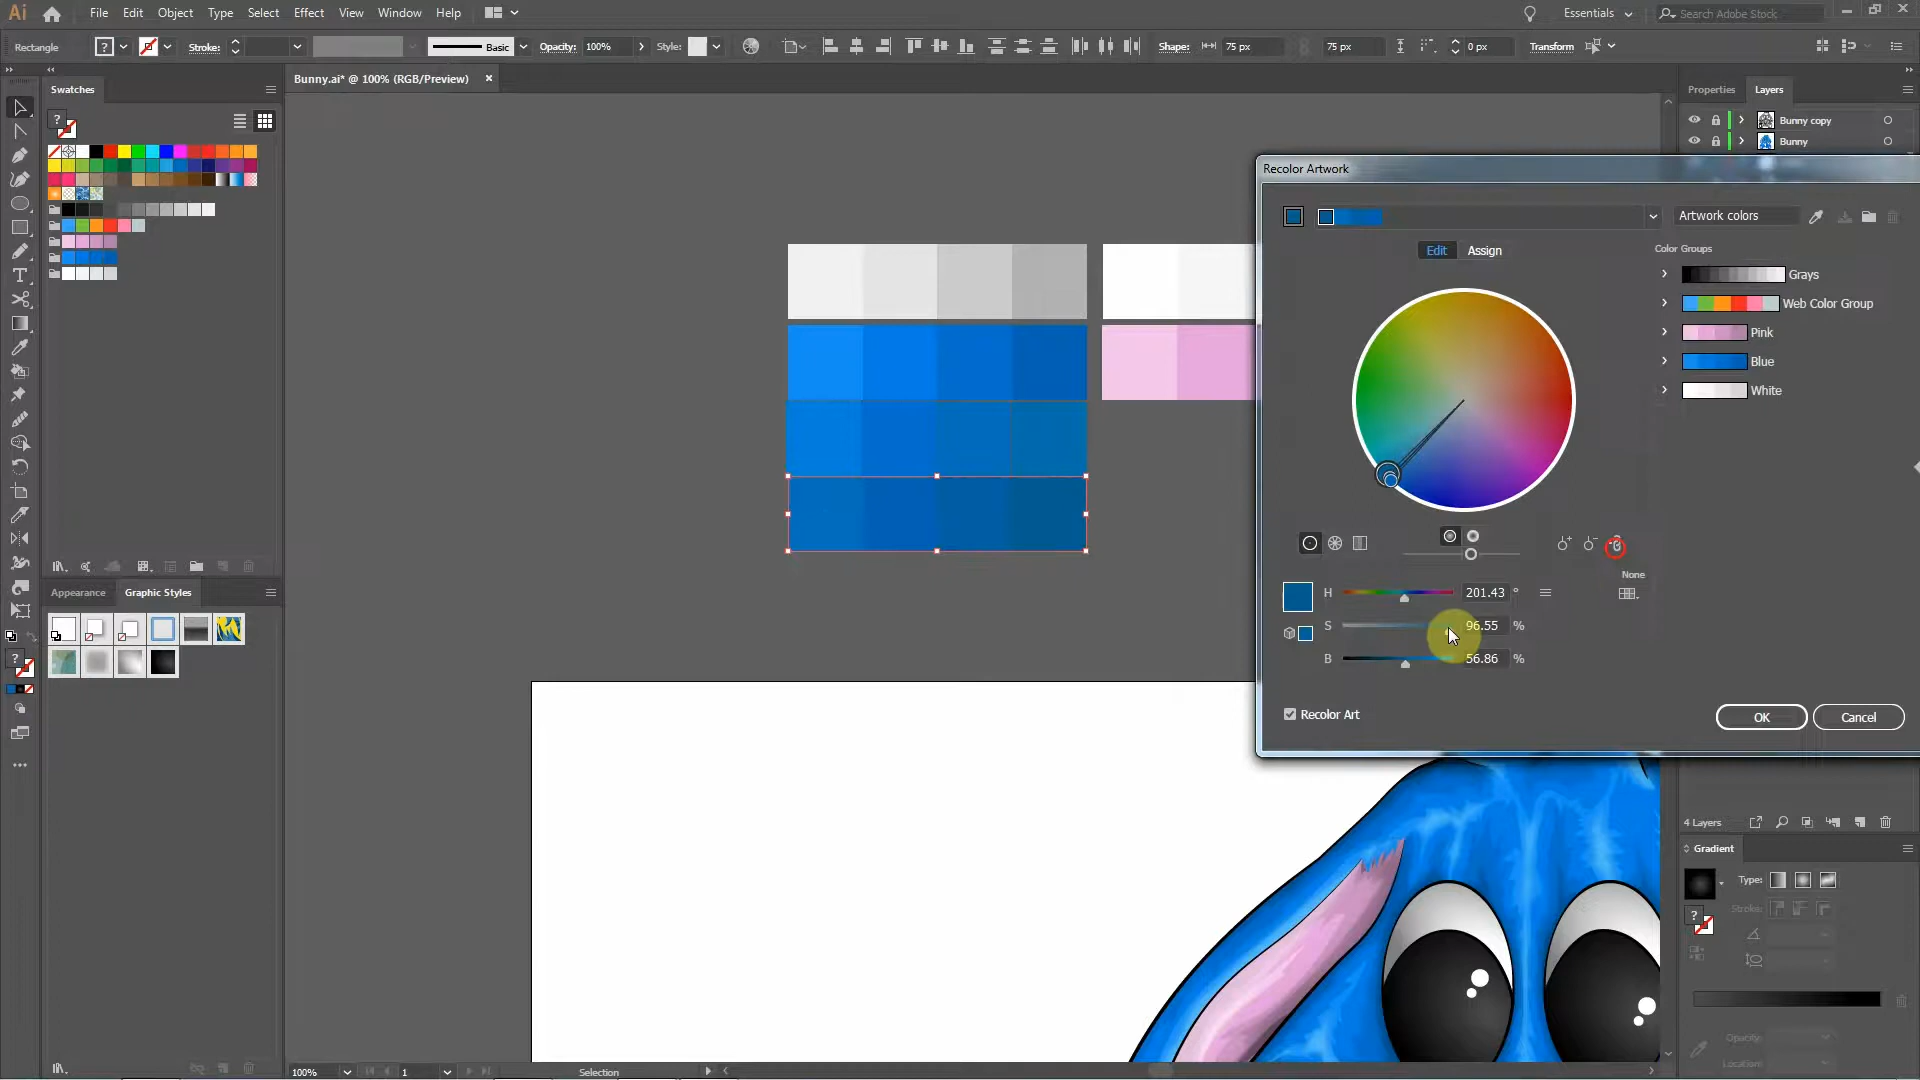 Ai File Edit Object Type Select Effect View Window Help Essentials Search Adobe Stock
Rectangle ? Stroke: Basic Opacity: 100% Style: Shape: 75 px 75 px 0 px Transform
Bunny.ai* @ 100% (RGB/Preview) ×
Swatches
Properties Layers
Bunny copy
Bunny
Recolor Artwork
Artwork colors
Edit Assign
Color Groups
Grays
Web Color Group
Pink
Blue
White
None
H 201.43 °
S 96.55 %
B 56.86 %
Recolor Art
OK Cancel
Appearance Graphic Styles
4 Layers
Gradient
Type:
Stroke:
Opacity:
Location:
100% 1 Selection